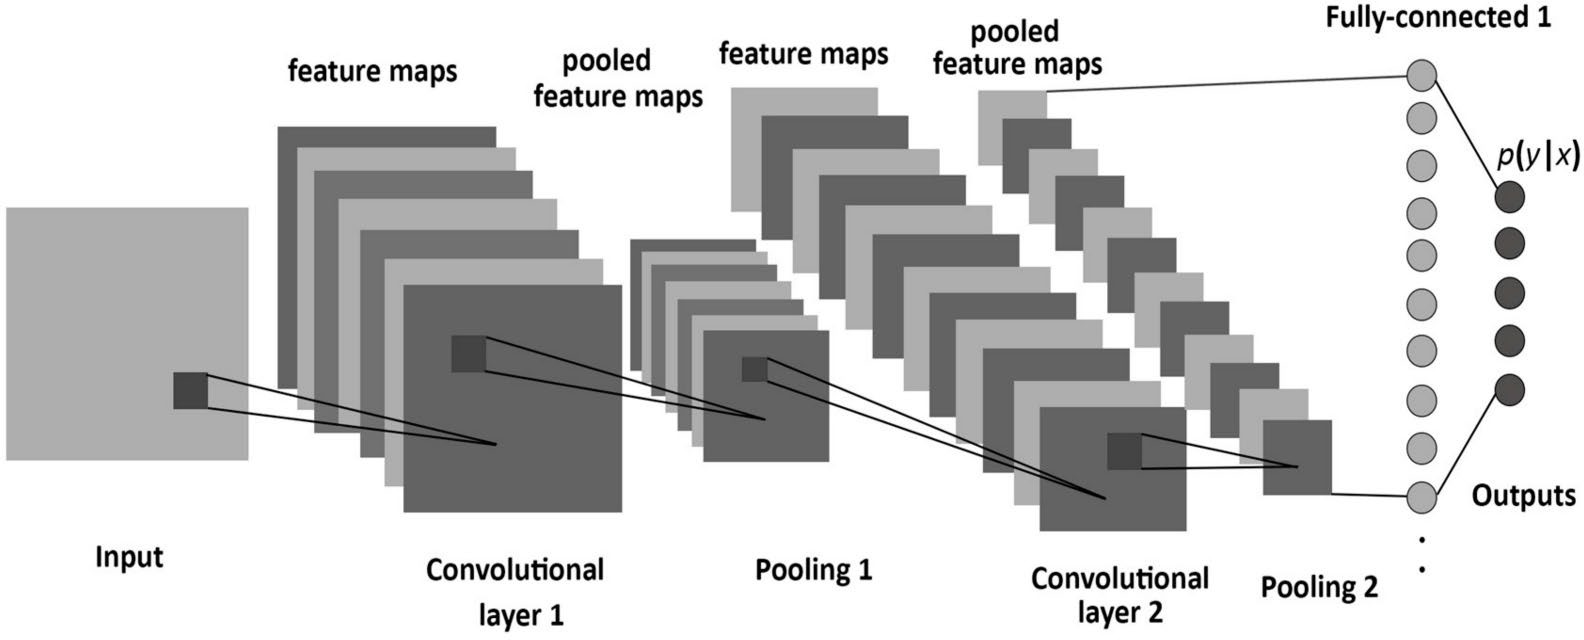 Fully-connected 1
feature maps
pooled
feature maps
feature maps
pooled
feature maps
p(y|x)
Outputs
Input
Convolutional
layer 1
Pooling 1
Convolutional
layer 2
Pooling 2